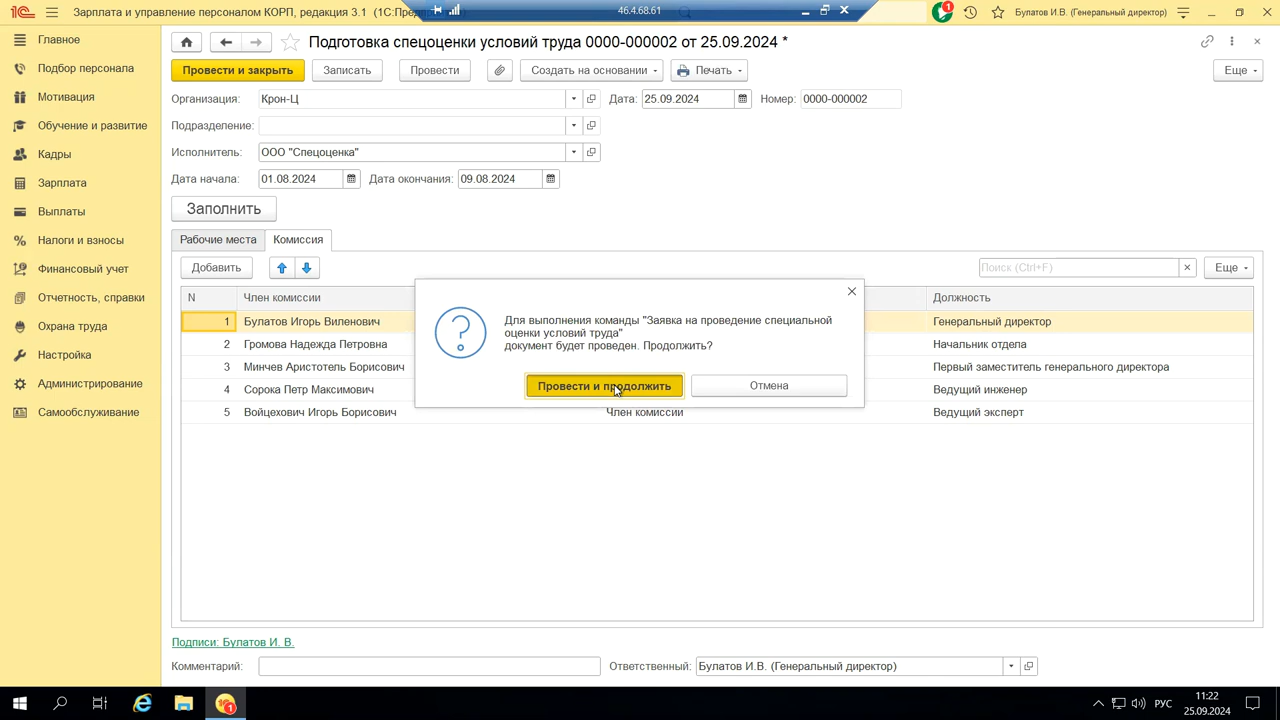 Зарплата и управление персоналом КОРП, редакция 3.1 (1С:Пред
46.4.68.61
1
Булатов И.В. (Генеральный директор)
Главное
Подбор персонала
Мотивация
Обучение и развитие
Кадры
Зарплата
Выплаты
Налоги и взносы
Финансовый учет
Отчетность, справки
Охрана труда
Настройка
Администрирование
Самообслуживание
Подготовка спецоценки условий труда 0000-000002 от 25.09.2024 *
Провести и закрыть
Записать
Провести
Создать на основании
Печать
Еще
Организация: Крон-Ц
Дата: 25.09.2024
Номер: 0000-000002
Подразделение:
Исполнитель: ООО "Спецоценка"
Дата начала: 01.08.2024
Дата окончания: 09.08.2024
Заполнить
Рабочие места
Комиссия
Добавить
Поиск (Ctrl+F)
Еще
N
Член комиссии
Должность
1 Булатов Игорь Виленович Генеральный директор
2 Громова Надежда Петровна Начальник отдела
3 Минчев Аристотель Борисович Первый заместитель генерального директора
4 Сорока Петр Максимович Ведущий инженер
5 Войцехович Игорь Борисович Член комиссии Ведущий эксперт
Для выполнения команды "Заявка на проведение специальной
оценки условий труда"
документ будет проведен. Продолжить?
Провести и продолжить
Отмена
Подписи: Булатов И. В.
Комментарий:
Ответственный: Булатов И.В. (Генеральный директор)
1
РУС
11:22
25.09.2024